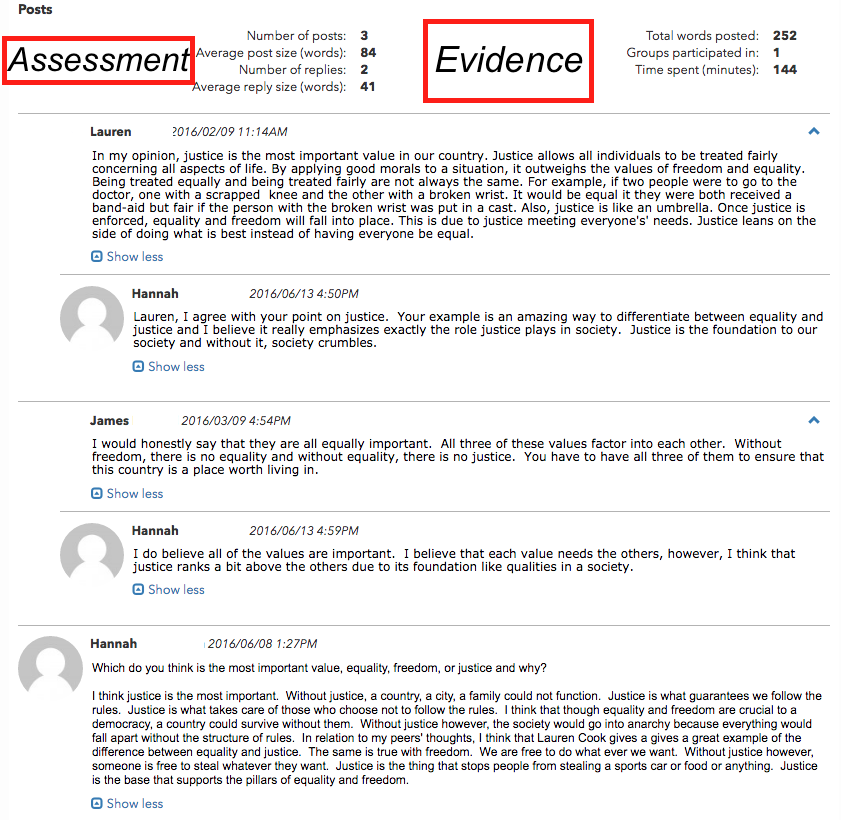 Posts
Number of posts: 3
Average post size (words): 84
Number of replies: 2
Average reply size (words): 41
Assessment
Evidence
Total words posted: 252
Groups participated in: 1
Time spent (minutes): 144
Lauren 2016/02/09 11:14AM
In my opinion, justice is the most important value in our country. Justice allows all individuals to be treated fairly
concerning all aspects of life. By applying good morals to a situation, it outweighs the values of freedom and equality.
Being treated equally and being treated fairly are not always the same. For example, if two people were to go to the
doctor, one with a scrapped  knee and the other with a broken wrist. It would be equal it they were both received a
band-aid but fair if the person with the broken wrist was put in a cast. Also, justice is like an umbrella. Once justice is
enforced, equality and freedom will fall into place. This is due to justice meeting everyone's' needs. Justice leans on the
side of doing what is best instead of having everyone be equal.
Show less
Hannah 2016/06/13 4:50PM
Lauren, I agree with your point on justice.  Your example is an amazing way to differentiate between equality and
justice and I believe it really emphasizes exactly the role justice plays in society.  Justice is the foundation to our
society and without it, society crumbles.
Show less
James 2016/03/09 4:54PM
I would honestly say that they are all equally important.  All three of these values factor into each other.  Without
freedom, there is no equality and without equality, there is no justice.  You have to have all three of them to ensure that
this country is a place worth living in.
Show less
Hannah 2016/06/13 4:59PM
I do believe all of the values are important.  I believe that each value needs the others, however, I think that
justice ranks a bit above the others due to its foundation like qualities in a society.
Show less
Hannah 2016/06/08 1:27PM
Which do you think is the most important value, equality, freedom, or justice and why?
I think justice is the most important.  Without justice, a country, a city, a family could not function.  Justice is what guarantees we follow the
rules.  Justice is what takes care of those who choose not to follow the rules.  I think that though equality and freedom are crucial to a
democracy, a country could survive without them.  Without justice however, the society would go into anarchy because everything would
fall apart without the structure of rules.  In relation to my peers' thoughts, I think that Lauren Cook gives a gives a great example of the
difference between equality and justice.  The same is true with freedom.  We are free to do what ever we want.  Without justice however,
someone is free to steal whatever they want.  Justice is the thing that stops people from stealing a sports car or food or anything.  Justice
is the base that supports the pillars of equality and freedom.
Show less